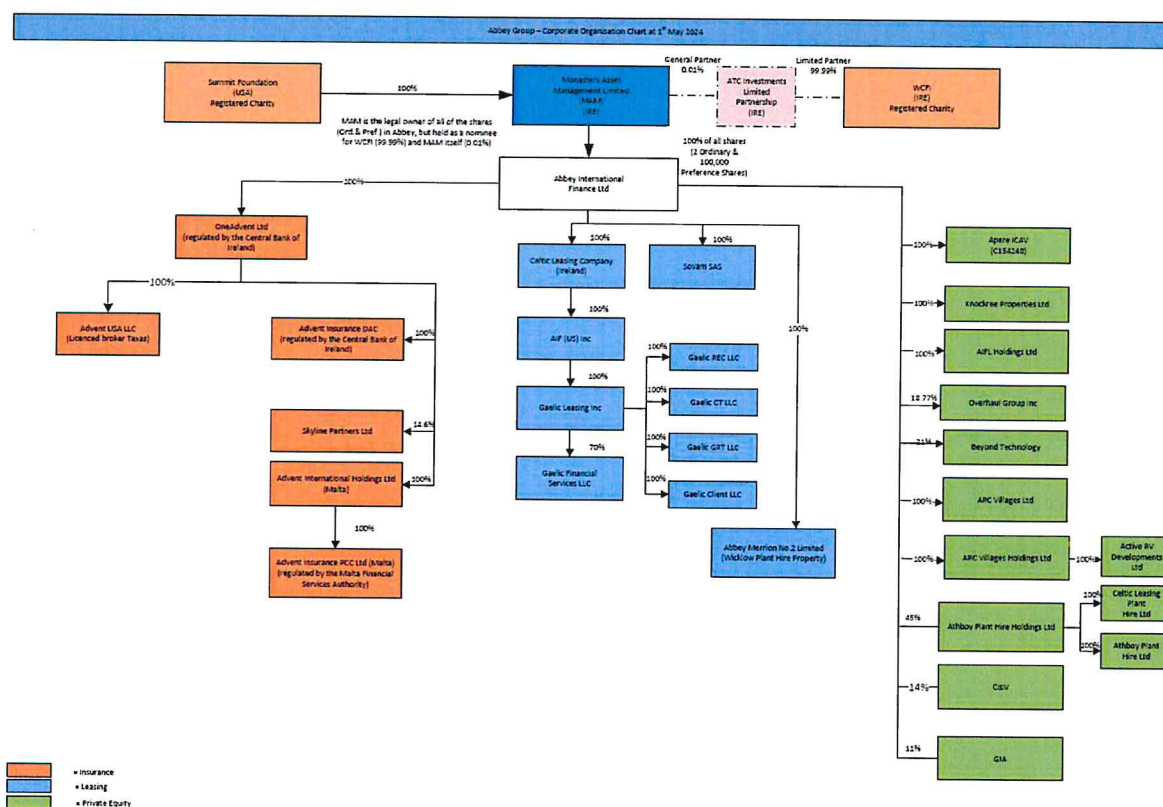 Abbey Group – Corporate Organisation Chart at 1st May 2024
Summit Foundation
(USA)
Registered Charity
100%
Monastery Asset
Management Limited
(MAM)
(IRE)
General Partner
0.01%
ATC Investments
Limited
Partnership
(IRE)
Limited Partner
99.99%
WCFI
(IRE)
Registered Charity
MAM is the legal owner of all of the shares
(Ord.& Pref.) in Abbey, but held as a nominee
for WCFI (99.99%) and MAM itself (0.01%)
100% of all shares
(2 Ordinary &
100,000
Preference Shares)
Abbey International
Finance Ltd
100%
OneAdvent Ltd
(regulated by the Central Bank of
Ireland)
100%
Advent USA LLC
(Licenced broker Texas)
Advent Insurance DAC
(regulated by the Central Bank of
Ireland)
100%
Skyline Partners Ltd
14.6%
Advent International Holdings Ltd
(Malta)
100%
100%
Advent Insurance PCC Ltd (Malta)
(regulated by the Malta Financial
Services Authority)
100%
Celtic Leasing Company
(Ireland)
100%
Sovam SAS
100%
AIF (US) Inc
100%
Gaelic Leasing Inc
70%
Gaelic Financial
Services LLC
100%
Gaelic REC LLC
100%
Gaelic CT LLC
100%
Gaelic GRT LLC
100%
Gaelic Client LLC
100%
Abbey Merrion No.2 Limited
(Wicklow Plant Hire Property)
100%
Apere ICAV
(C154248)
100%
Knockree Properties Ltd
100%
AIFL Holdings Ltd
18.77%
Overhaul Group Inc
21%
Beyond Technology
100%
ARC Villages Ltd
100%
ARC Villages Holdings Ltd
100%
Active RV
Developments
Ltd
45%
Athboy Plant Hire Holdings Ltd
100%
Celtic Leasing
Plant
Hire Ltd
100%
Athboy Plant
Hire Ltd
14%
11%
GIA
= Insurance
= Leasing
= Private Equity